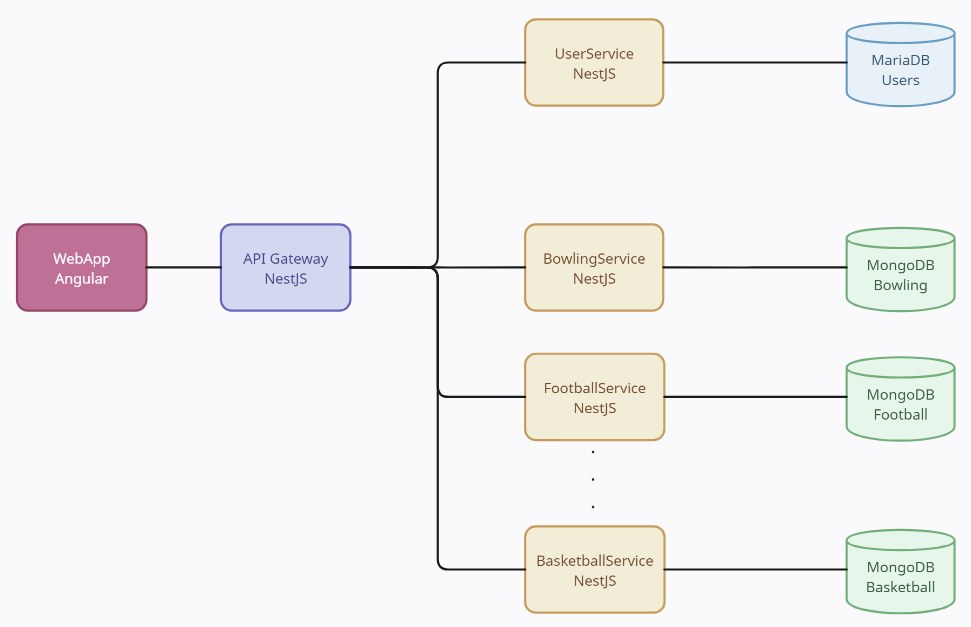 UserService
NestJS
MariaDB
Users
WebApp
Angular
API Gateway
NestJS
BowlingService
NestJS
MongoDB
Bowling
FootballService
NestJS
MongoDB
Football
BasketballService
NestJS
MongoDB
Basketball